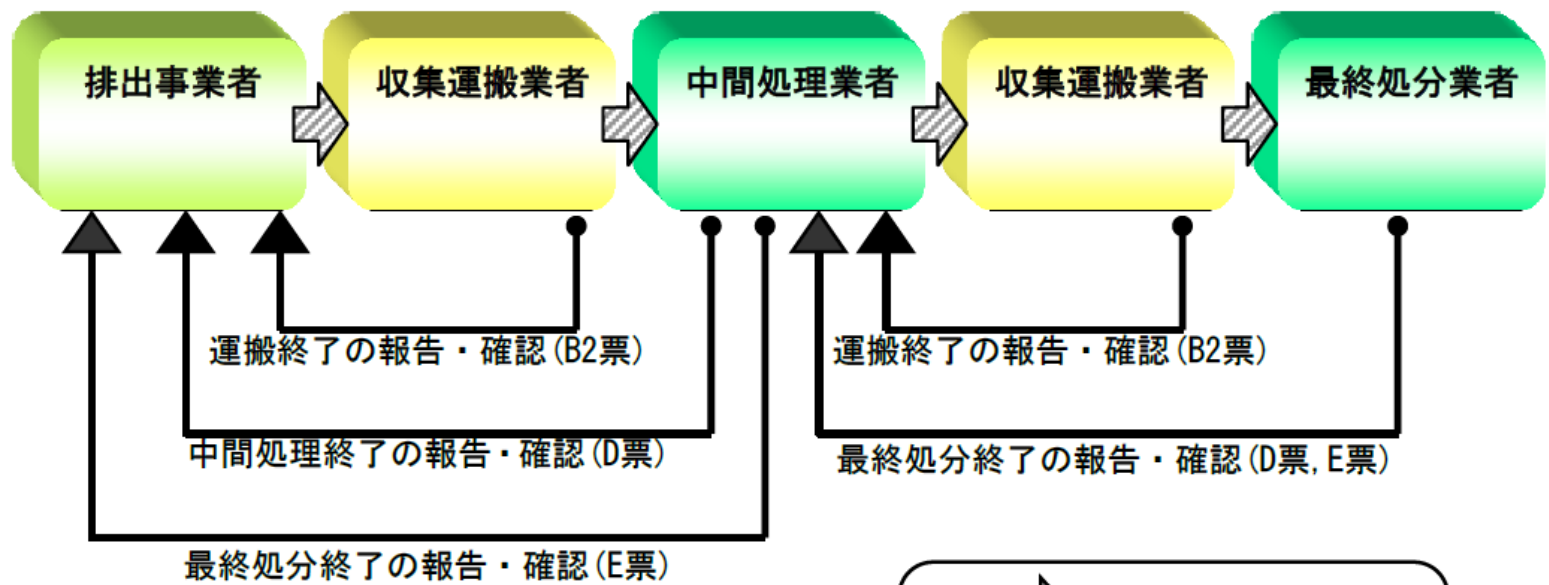 排出事業者
収集運搬業者
中間処理業者
収集運搬業者
最終処分業者
運搬終了の報告・確認(B2票)
運搬終了の報告・確認(B2票)
中間処理終了の報告・確認(D票)
最終処分終了の報告・確認(D票,E票)
最終処分終了の報告・確認(E票)